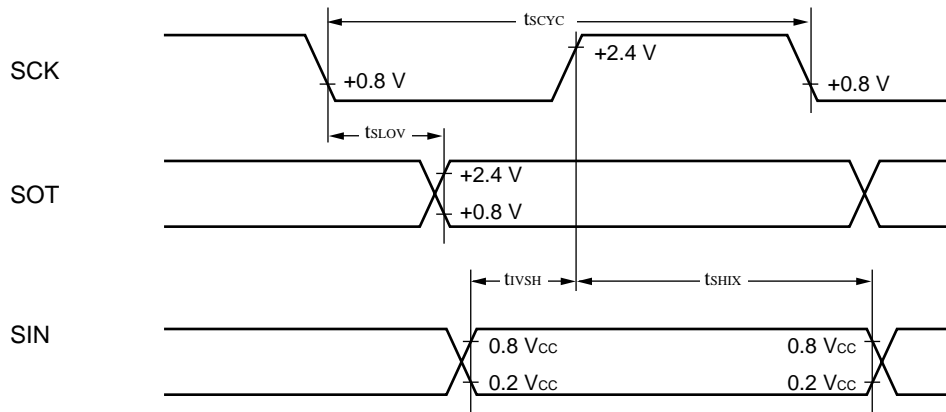 tSCYC
SCK
+2.4 V
+0.8 V
+0.8 V
tSLOV
SOT
+2.4 V
+0.8 V
tIVSH
tSHIX
SIN
0.8 VCC
0.8 VCC
0.2 VCC
0.2 VCC